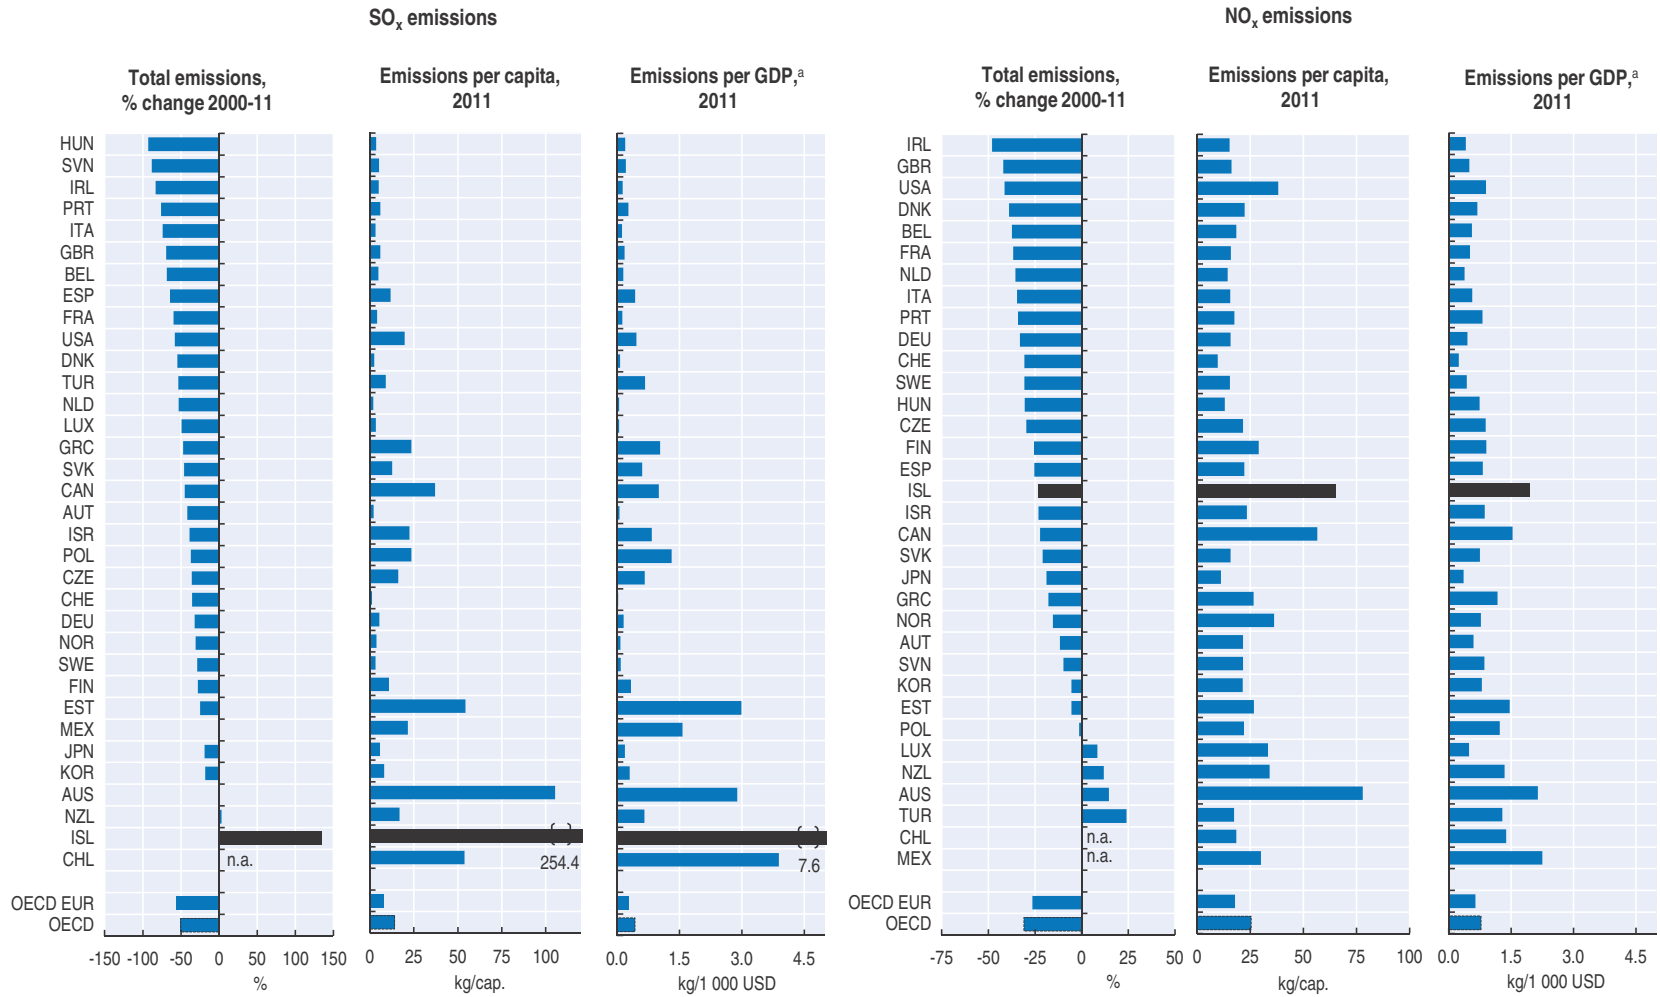 SOx emissions
Total emissions,
% change 2000-11
Emissions per capita,
2011
Emissions per GDP,a
2011
HUN
SVN
IRL
PRT
ITA
GBR
BEL
ESP
FRA
USA
DNK
TUR
NLD
LUX
GRC
SVK
CAN
AUT
ISR
POL
CZE
CHE
DEU
NOR
SWE
FIN
EST
MEX
JPN
KOR
AUS
NZL
ISL
CHL
n.a.
254.4
7.6
OECD EUR
OECD
-150 -100 -50 0 50 100 150
%
0 25 50 75 100
kg/cap.
0.0 1.5 3.0 4.5
kg/1 000 USD
NOx emissions
Total emissions,
% change 2000-11
Emissions per capita,
2011
Emissions per GDP,a
2011
IRL
GBR
USA
DNK
BEL
FRA
NLD
ITA
PRT
DEU
CHE
SWE
HUN
CZE
FIN
ESP
ISL
ISR
CAN
SVK
JPN
GRC
NOR
AUT
SVN
KOR
EST
POL
LUX
NZL
AUS
TUR
CHL n.a.
MEX n.a.
OECD EUR
OECD
-75 -50 -25 0 25 50
%
0 25 50 75 100
kg/cap.
0.0 1.5 3.0 4.5
kg/1 000 USD